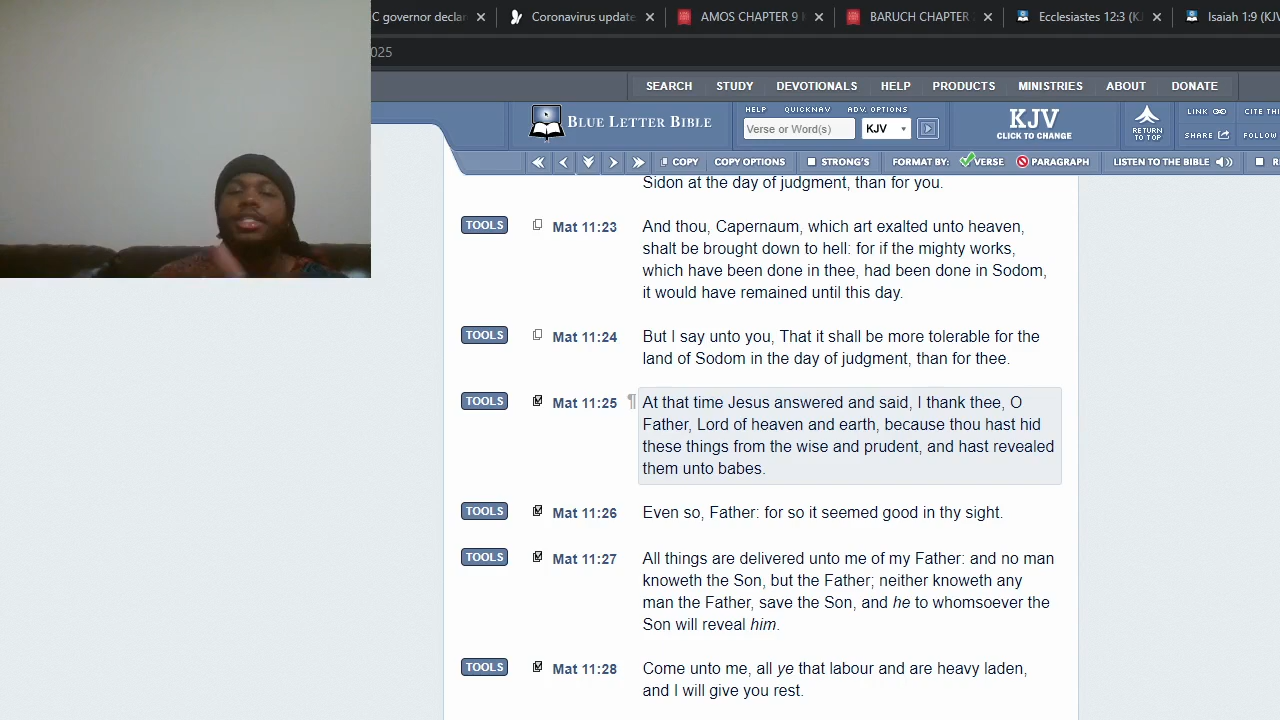 C governor declar
Coronavirus update
AMOS CHAPTER 9
BARUCH CHAPTER
Ecclesiastes 12:3 (KJ
Isaiah 1:9 (KJV
025
SEARCH STUDY DEVOTIONALS HELP PRODUCTS MINISTRIES ABOUT DONATE
BLUE LETTER BIBLE
HELP QUICKNAV ADV. OPTIONS
Verse or Word(s) KJV
KJV
CLICK TO CHANGE
RETURN
TO TOP
LINK CITE THI
SHARE FOLLOW
COPY COPY OPTIONS STRONG'S FORMAT BY: VERSE PARAGRAPH LISTEN TO THE BIBLE
Sidon at the day of judgment, than for you.
TOOLS Mat 11:23 And thou, Capernaum, which art exalted unto heaven,
shalt be brought down to hell: for if the mighty works,
which have been done in thee, had been done in Sodom,
it would have remained until this day.
TOOLS Mat 11:24 But I say unto you, That it shall be more tolerable for the
land of Sodom in the day of judgment, than for thee.
TOOLS Mat 11:25 ¶ At that time Jesus answered and said, I thank thee, O
Father, Lord of heaven and earth, because thou hast hid
these things from the wise and prudent, and hast revealed
them unto babes.
TOOLS Mat 11:26 Even so, Father: for so it seemed good in thy sight.
TOOLS Mat 11:27 All things are delivered unto me of my Father: and no man
knoweth the Son, but the Father; neither knoweth any
man the Father, save the Son, and he to whomsoever the
Son will reveal him.
TOOLS Mat 11:28 Come unto me, all ye that labour and are heavy laden,
and I will give you rest.